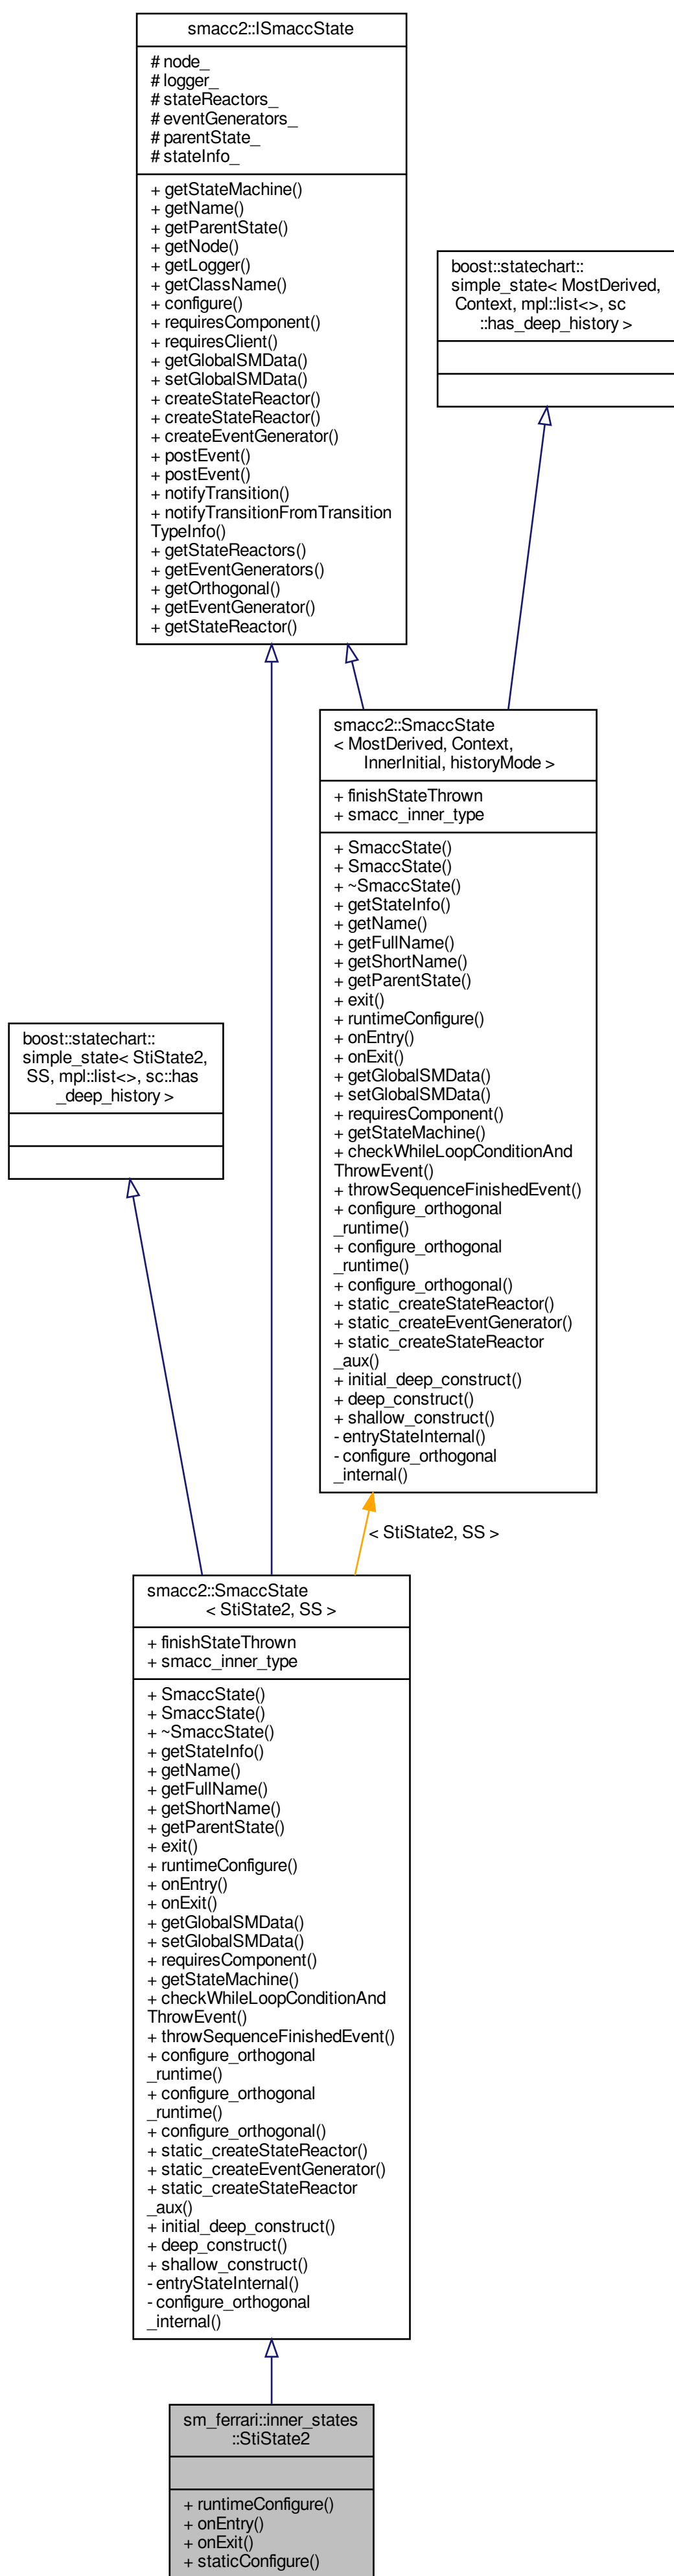 smacc2::ISmaccState
# node_
# logger_
# stateReactors_
# eventGenerators_
# parentState_
# stateInfo_
+ getStateMachine()
+ getName()
+ getParentState()
+ getNode()
+ getLogger()
+ getClassName()
+ configure()
+ requiresComponent()
+ requiresClient()
+ getGlobalSMData()
+ setGlobalSMData()
+ createStateReactor()
+ createStateReactor()
+ createEventGenerator()
+ postEvent()
+ postEvent()
+ notifyTransition()
+ notifyTransitionFromTransition
TypeInfo()
+ getStateReactors()
+ getEventGenerators()
+ getOrthogonal()
+ getEventGenerator()
+ getStateReactor()
boost::statechart::
simple_state< MostDerived,
Context, mpl::list<>, sc
::has_deep_history >
smacc2::SmaccState
< MostDerived, Context,
InnerInitial, historyMode >
+ finishStateThrown
+ smacc_inner_type
+ SmaccState()
+ SmaccState()
+ ~SmaccState()
+ getStateInfo()
+ getName()
+ getFullName()
+ getShortName()
+ getParentState()
+ exit()
+ runtimeConfigure()
+ onEntry()
+ onExit()
+ getGlobalSMData()
+ setGlobalSMData()
+ requiresComponent()
+ getStateMachine()
+ checkWhileLoopConditionAnd
ThrowEvent()
+ throwSequenceFinishedEvent()
+ configure_orthogonal
_runtime()
+ configure_orthogonal
_runtime()
+ configure_orthogonal()
+ static_createStateReactor()
+ static_createEventGenerator()
+ static_createStateReactor
_aux()
+ initial_deep_construct()
+ deep_construct()
+ shallow_construct()
- entryStateInternal()
- configure_orthogonal
_internal()
boost::statechart::
simple_state< StiState2,
SS, mpl::list<>, sc::has
_deep_history >
< StiState2, SS >
smacc2::SmaccState
< StiState2, SS >
+ finishStateThrown
+ smacc_inner_type
+ SmaccState()
+ SmaccState()
+ ~SmaccState()
+ getStateInfo()
+ getName()
+ getFullName()
+ getShortName()
+ getParentState()
+ exit()
+ runtimeConfigure()
+ onEntry()
+ onExit()
+ getGlobalSMData()
+ setGlobalSMData()
+ requiresComponent()
+ getStateMachine()
+ checkWhileLoopConditionAnd
ThrowEvent()
+ throwSequenceFinishedEvent()
+ configure_orthogonal
_runtime()
+ configure_orthogonal
_runtime()
+ configure_orthogonal()
+ static_createStateReactor()
+ static_createEventGenerator()
+ static_createStateReactor
_aux()
+ initial_deep_construct()
+ deep_construct()
+ shallow_construct()
- entryStateInternal()
- configure_orthogonal
_internal()
sm_ferrari::inner_states
::StiState2
+ runtimeConfigure()
+ onEntry()
+ onExit()
+ staticConfigure()